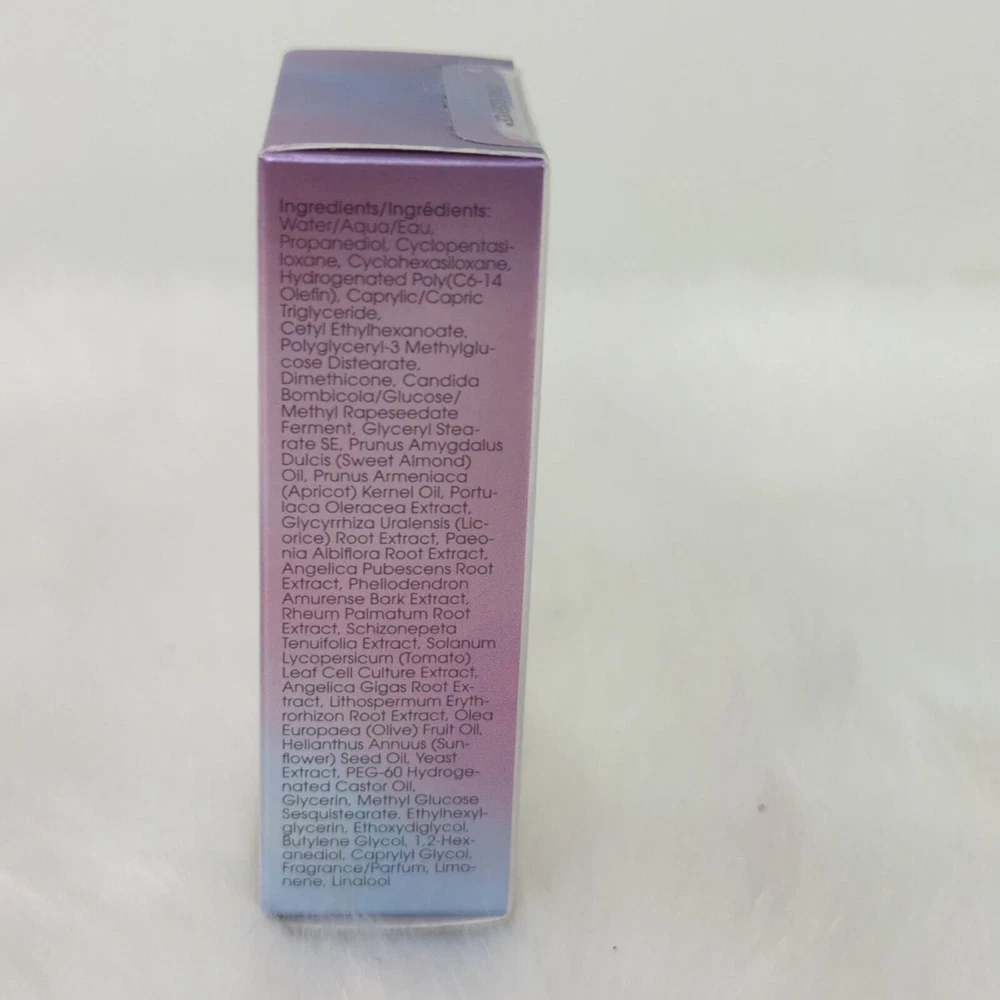 Ingredients/Ingrédients:
Water/Aqua/Eau,
Propanediol, Cyclopentasi-
loxane, Cyclohexasiloxane,
Hydrogenated Poly(C6-14
Olefin), Caprylic/Capric
Triglyceride,
Cetyl Ethylhexanoate,
Polyglyceryl-3 Methylglu-
cose Distearate,
Dimethicone, Candida
Bombicola/Glucose/
Methyl Rapeseedate
Ferment, Glyceryl Stea-
rate SE, Prunus Amygdalus
Dulcis (Sweet Almond)
Oil, Prunus Armeniaca
(Apricot) Kernel Oil, Portu-
laca Oleracea Extract,
Glycyrrhiza Uralensis (Lic-
orice) Root Extract, Paeo-
nia Albiflora Root Extract,
Angelica Pubescens Root
Extract, Phellodendron
Amurense Bark Extract,
Rheum Palmatum Root
Extract, Schizonepeta
Tenuifolia Extract, Solanum
Lycopersicum (Tomato)
Leaf Cell Culture Extract,
Angelica Gigas Root Ex-
tract, Lithospermum Eryth-
rorhizon Root Extract, Olea
Europaea (Olive) Fruit Oil,
Helianthus Annuus (Sun-
flower) Seed Oil, Yeast
Extract, PEG-60 Hydroge-
nated Castor Oil,
Glycerin, Methyl Glucose
Sesquistearate, Ethylhexyl-
glycerin, Ethoxydiglycol,
Butylene Glycol, 1,2-Hex-
anediol, Caprylyl Glycol,
Fragrance/Parfum, Limo-
nene, Linalool